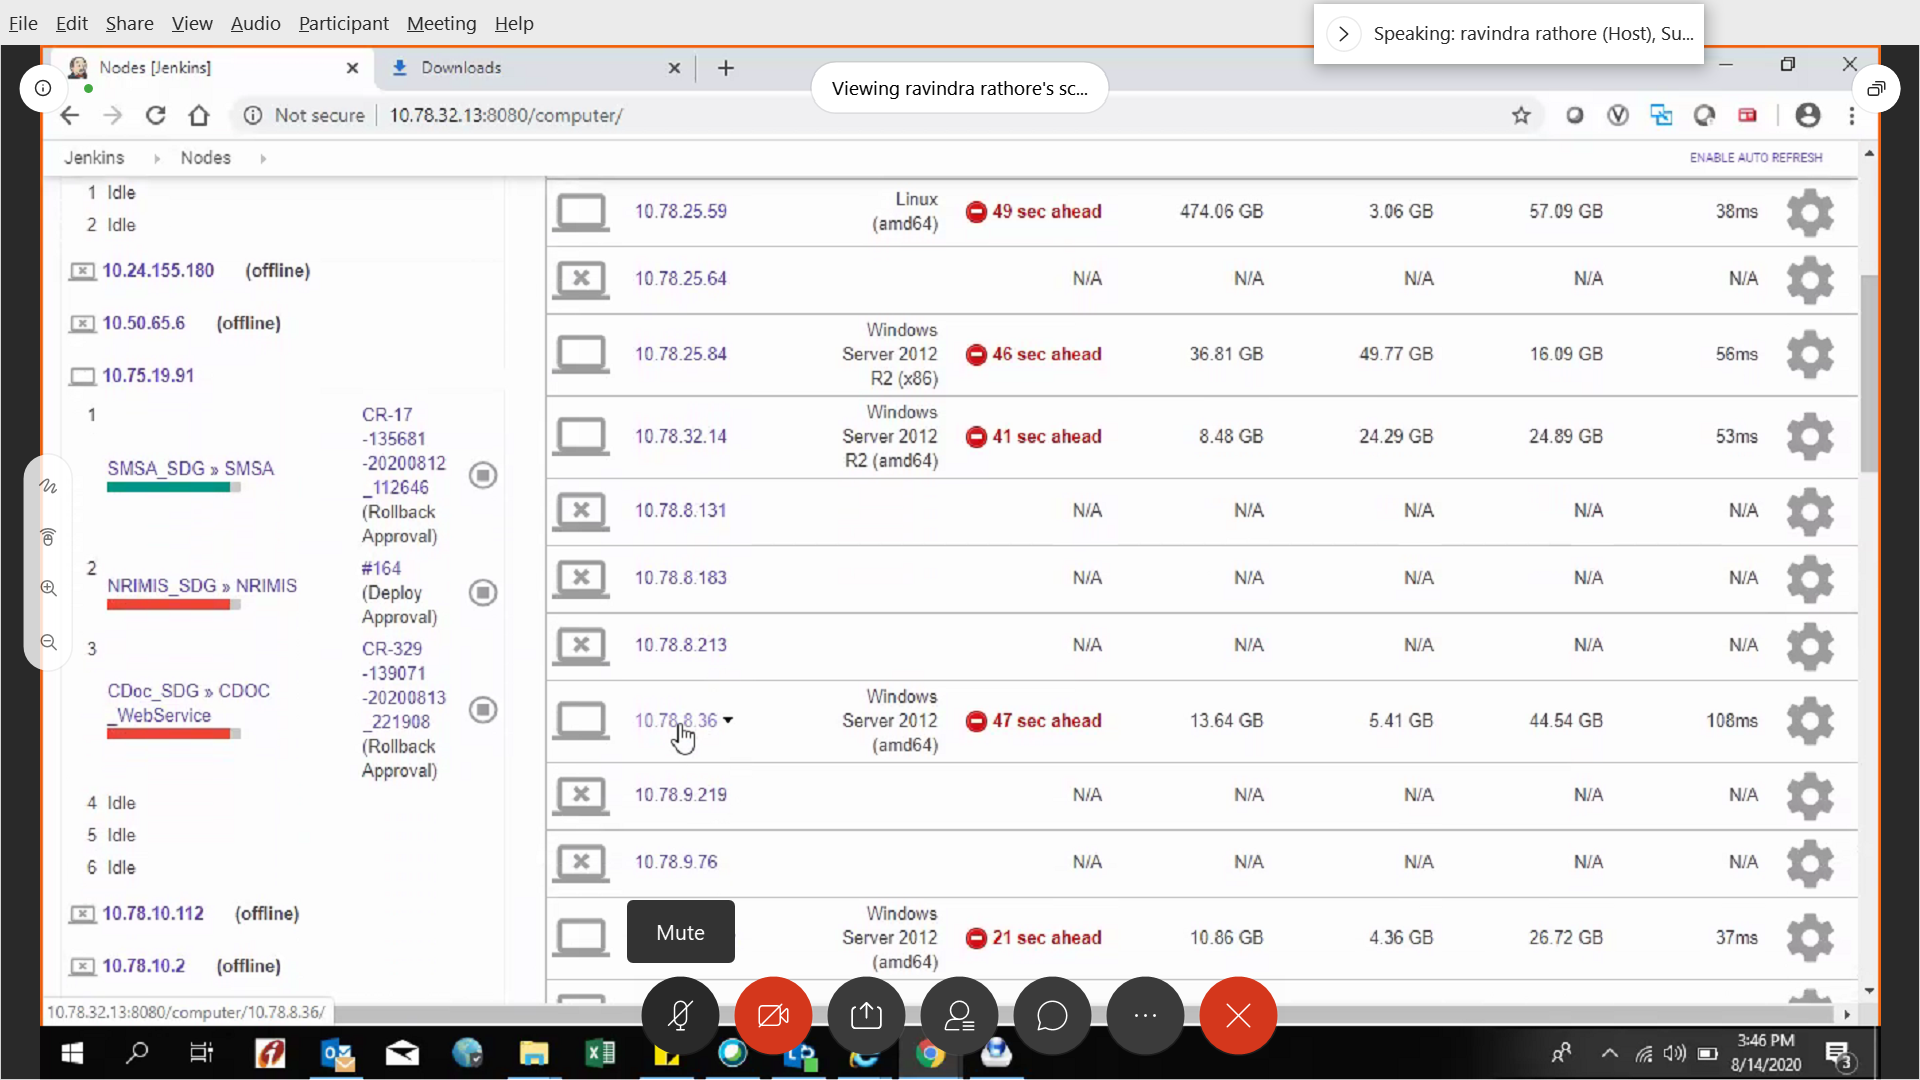 File Edit Share View Audio Participant Meeting Help
Speaking: ravindra rathore (Host), Su...
Nodes [Jenkins]
Downloads
Viewing ravindra rathore's sc...
Not secure 10.78.32.13:8080/computer/
Jenkins Nodes
ENABLE AUTO REFRESH
1 Idle
2 Idle
10.24.155.180 (offline)
10.50.65.6 (offline)
10.75.19.91
1
SMSA_SDG » SMSA
CR-17
-135681
-20200812
_112646
(Rollback
Approval)
2
NRIMIS_SDG » NRIMIS
#164
(Deploy
Approval)
3
CDoc_SDG » CDOC
_WebService
CR-329
-139071
-20200813
_221908
(Rollback
Approval)
4 Idle
5 Idle
6 Idle
10.78.10.112 (offline)
10.78.10.2 (offline)
10.78.25.59 Linux (amd64) 49 sec ahead 474.06 GB 3.06 GB 57.09 GB 38ms
10.78.25.64 N/A N/A N/A N/A N/A
10.78.25.84 Windows Server 2012 R2 (x86) 46 sec ahead 36.81 GB 49.77 GB 16.09 GB 56ms
10.78.32.14 Windows Server 2012 R2 (amd64) 41 sec ahead 8.48 GB 24.29 GB 24.89 GB 53ms
10.78.8.131 N/A N/A N/A N/A N/A
10.78.8.183 N/A N/A N/A N/A N/A
10.78.8.213 N/A N/A N/A N/A N/A
10.78.8.36 Windows Server 2012 (amd64) 47 sec ahead 13.64 GB 5.41 GB 44.54 GB 108ms
10.78.9.219 N/A N/A N/A N/A N/A
10.78.9.76 N/A N/A N/A N/A N/A
Windows Server 2012 (amd64) 21 sec ahead 10.86 GB 4.36 GB 26.72 GB 37ms
Mute
10.78.32.13:8080/computer/10.78.8.36/
3:46 PM
8/14/2020
3